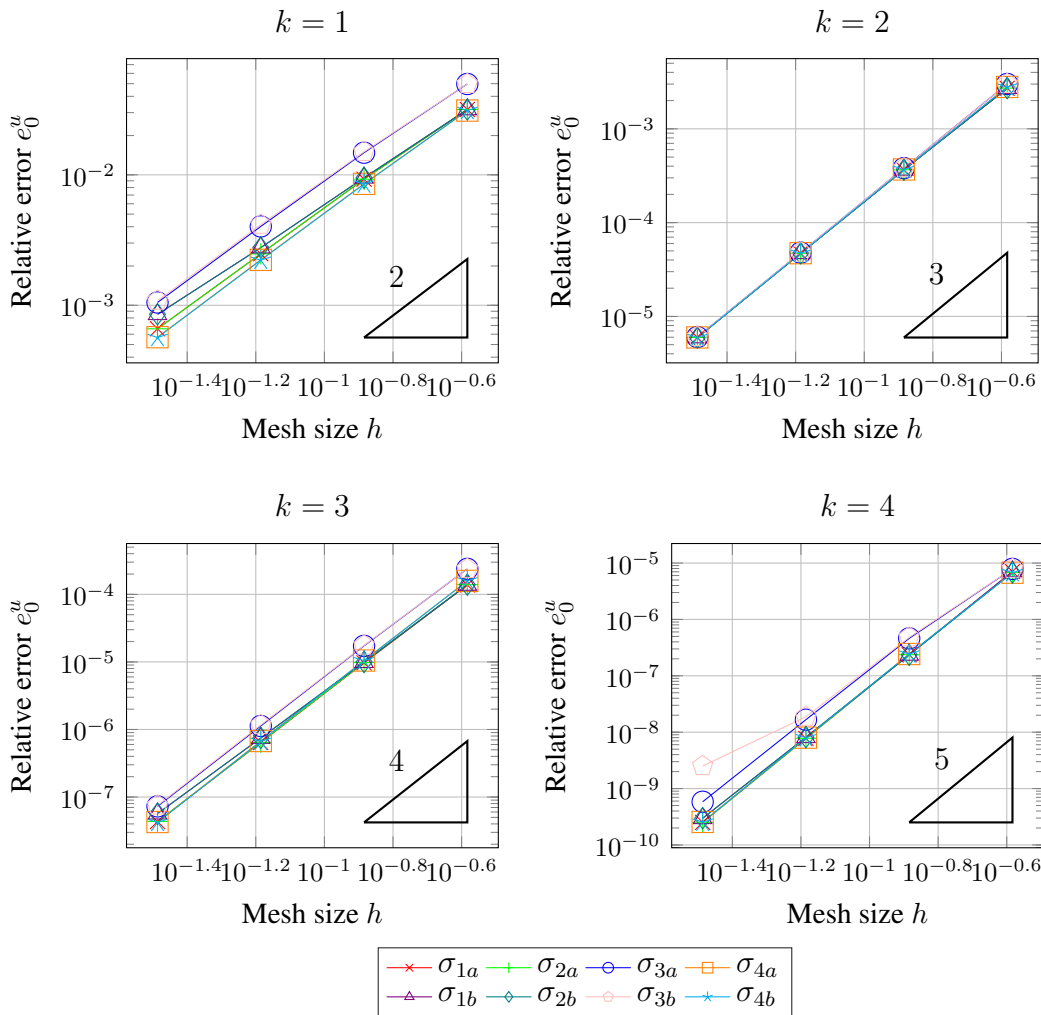 k = 1
k = 2
Relative error e_0^u
10^{-2}
10^{-3}
2
10^{-1.4} 10^{-1.2} 10^{-1} 10^{-0.8} 10^{-0.6}
Mesh size h
Relative error e_0^u
10^{-3}
10^{-4}
10^{-5}
3
10^{-1.4} 10^{-1.2} 10^{-1} 10^{-0.8} 10^{-0.6}
Mesh size h
k = 3
k = 4
Relative error e_0^u
10^{-4}
10^{-5}
10^{-6}
10^{-7}
4
10^{-1.4} 10^{-1.2} 10^{-1} 10^{-0.8} 10^{-0.6}
Mesh size h
Relative error e_0^u
10^{-5}
10^{-6}
10^{-7}
10^{-8}
10^{-9}
10^{-10}
5
10^{-1.4} 10^{-1.2} 10^{-1} 10^{-0.8} 10^{-0.6}
Mesh size h
σ_{1a} σ_{2a} σ_{3a} σ_{4a}
σ_{1b} σ_{2b} σ_{3b} σ_{4b}